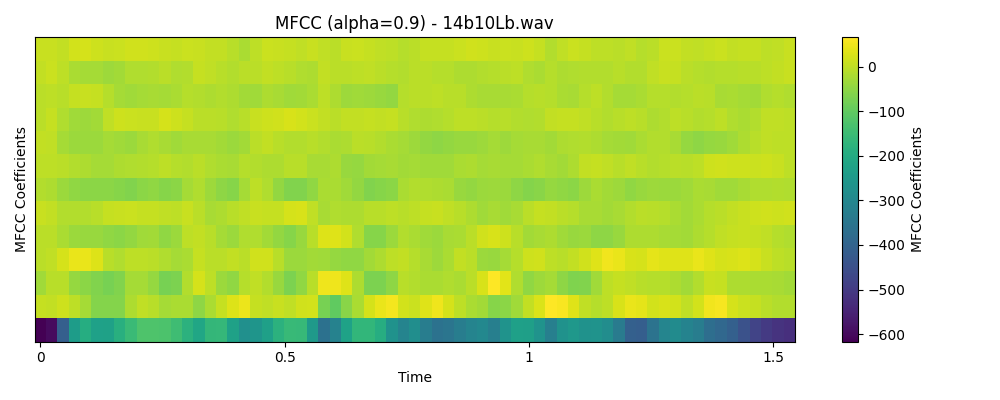 MFCC (alpha=0.9) - 14b10Lb.wav
MFCC Coefficients
0
0.5
1
1.5
Time
0
−100
−200
−300
−400
−500
−600
MFCC Coefficients